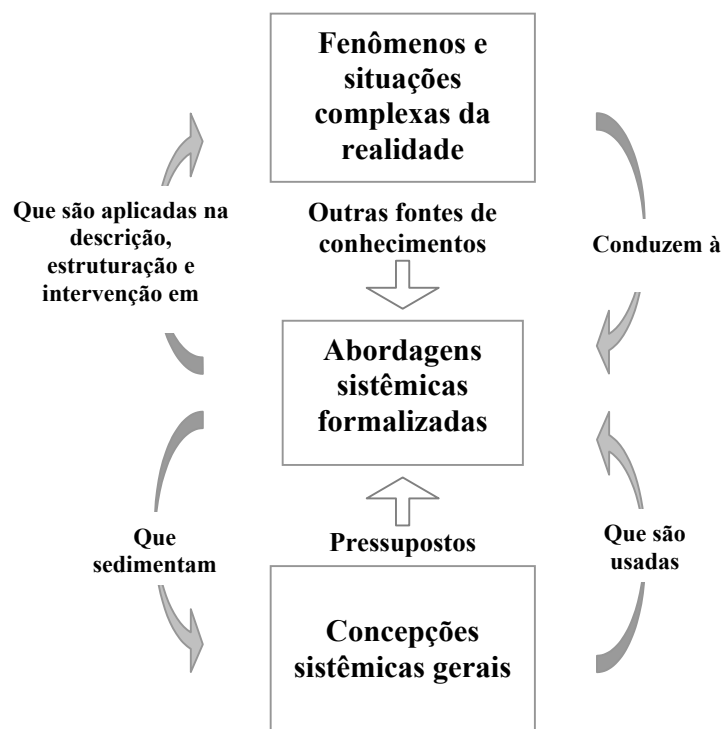 Fenômenos e
situações
complexas da
realidade
Que são aplicadas na
descrição,
estruturação e
intervenção em
Outras fontes de
conhecimentos
Conduzem à
Abordagens
sistêmicas
formalizadas
Que
sedimentam
Pressupostos
Que são
usadas
Concepções
sistêmicas gerais